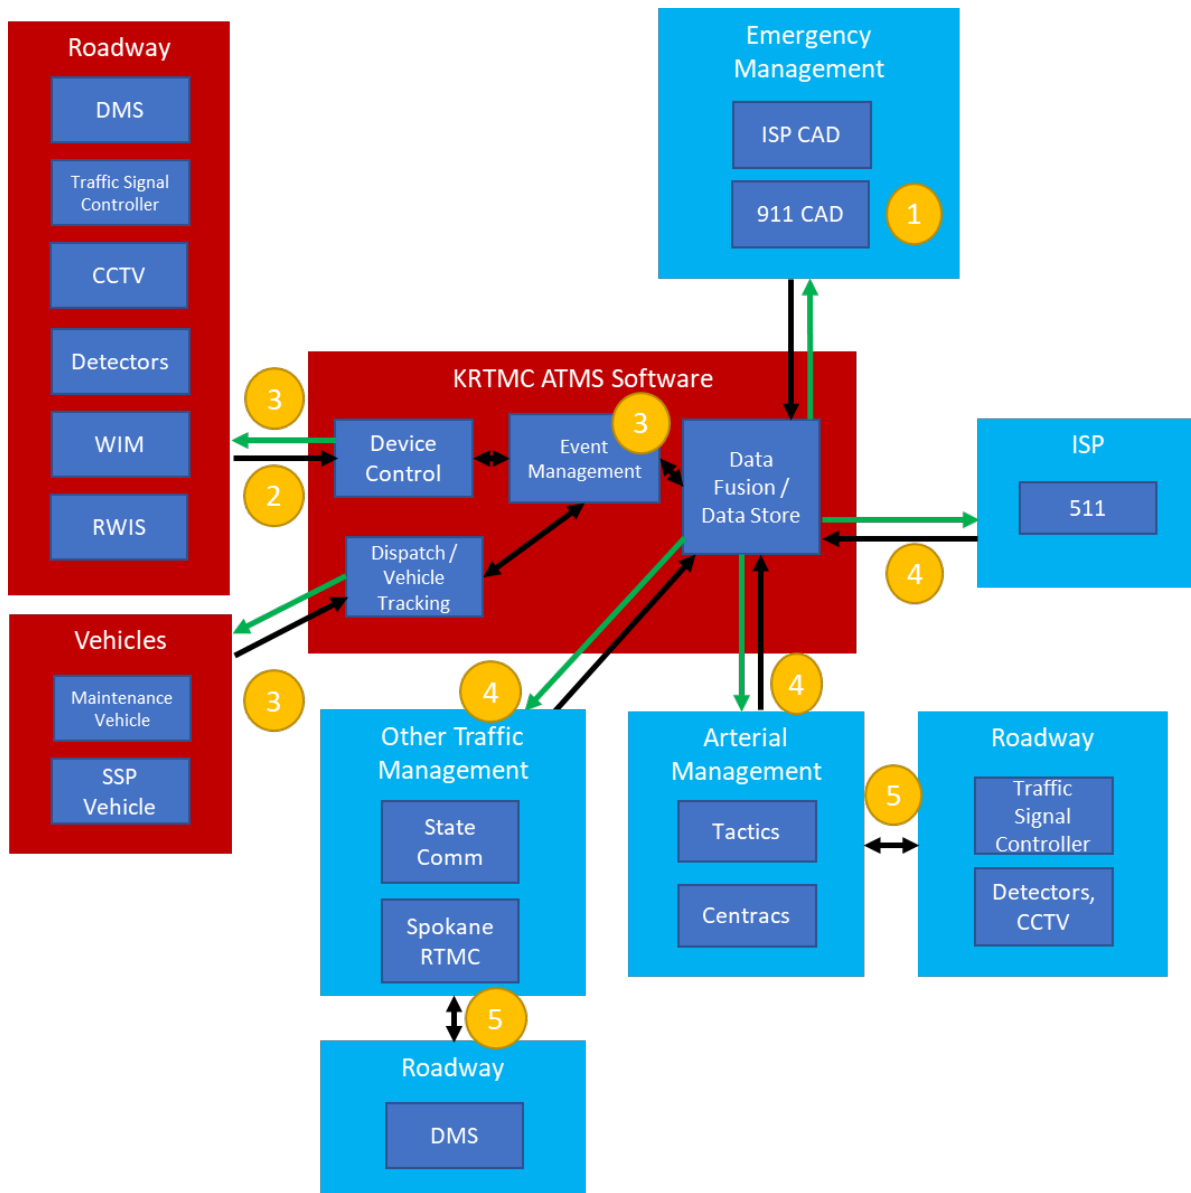 Roadway
DMS
Traffic Signal
Controller
CCTV
Detectors
WIM
RWIS
Emergency
Management
ISP CAD
911 CAD
1
KRTMC ATMS Software
3
2
Device
Control
Event
Management
3
Data
Fusion /
Data Store
Dispatch /
Vehicle
Tracking
ISP
511
4
Vehicles
Maintenance
Vehicle
SSP
Vehicle
3
4
Other Traffic
Management
State
Comm
Spokane
RTMC
5
Roadway
DMS
4
Arterial
Management
Tactics
Centracs
5
Roadway
Traffic
Signal
Controller
Detectors,
CCTV